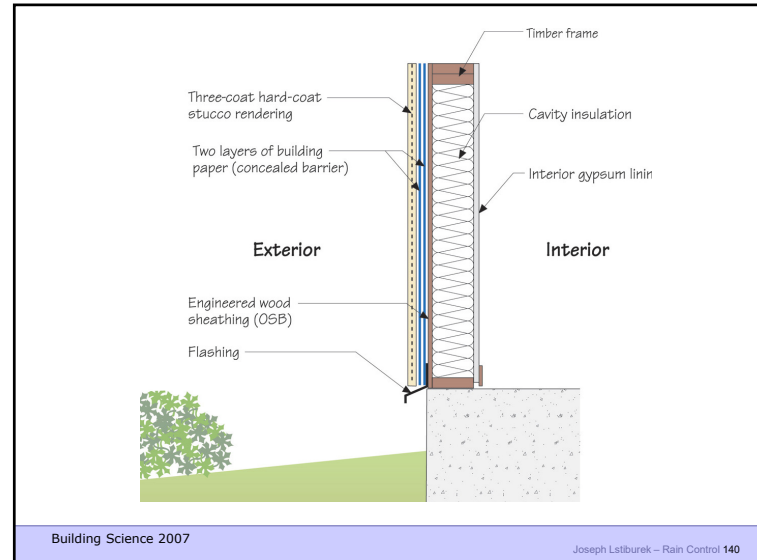 Timber frame
Three-coat hard-coat
stucco rendering
Cavity insulation
Two layers of building
paper (concealed barrier)
Interior gypsum linin
Exterior
Interior
Engineered wood
sheathing (OSB)
Flashing
Building Science 2007
Joseph Lstiburek – Rain Control 140